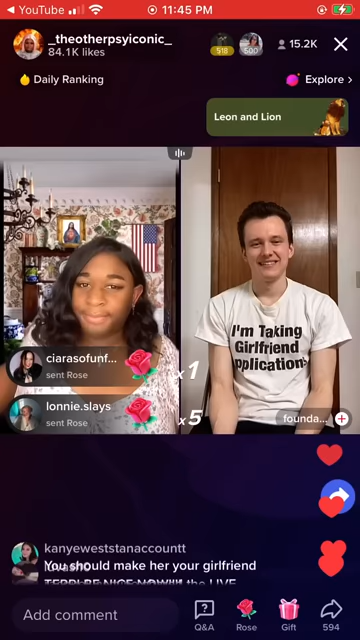 YouTube
11:45 PM
_theotherpsyiconic_
84.1K likes
518
500
15.2K
Daily Ranking
Explore >
Leon and Lion
I'm Taking
Girlfriend
pplications
ciarasofunf...
sent Rose
x1
lonnie.slays
sent Rose
x5
founda...
kanyeweststanaccountt
You should make her your girlfriend
Add comment
Q&A
Rose
Gift
594